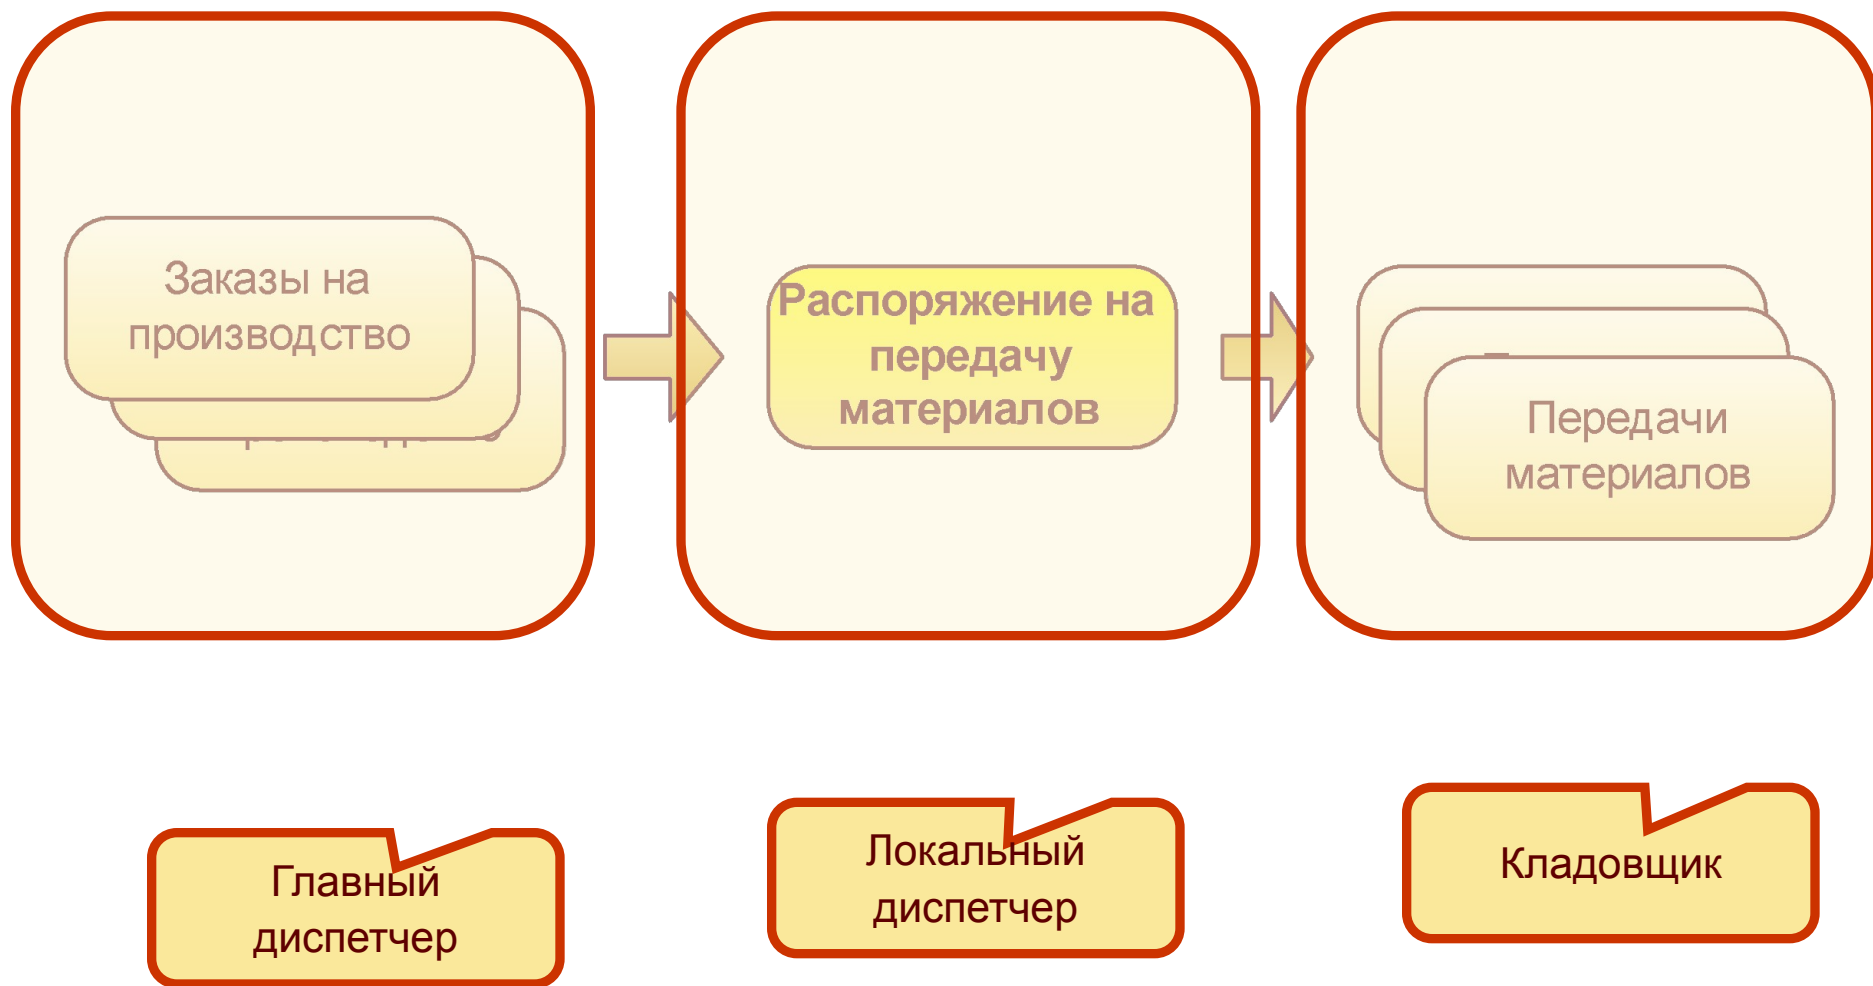 Заказы на
производство
Распоряжение на
передачу
материалов
Передачи
материалов
Главный
диспетчер
Локальный
диспетчер
Кладовщик